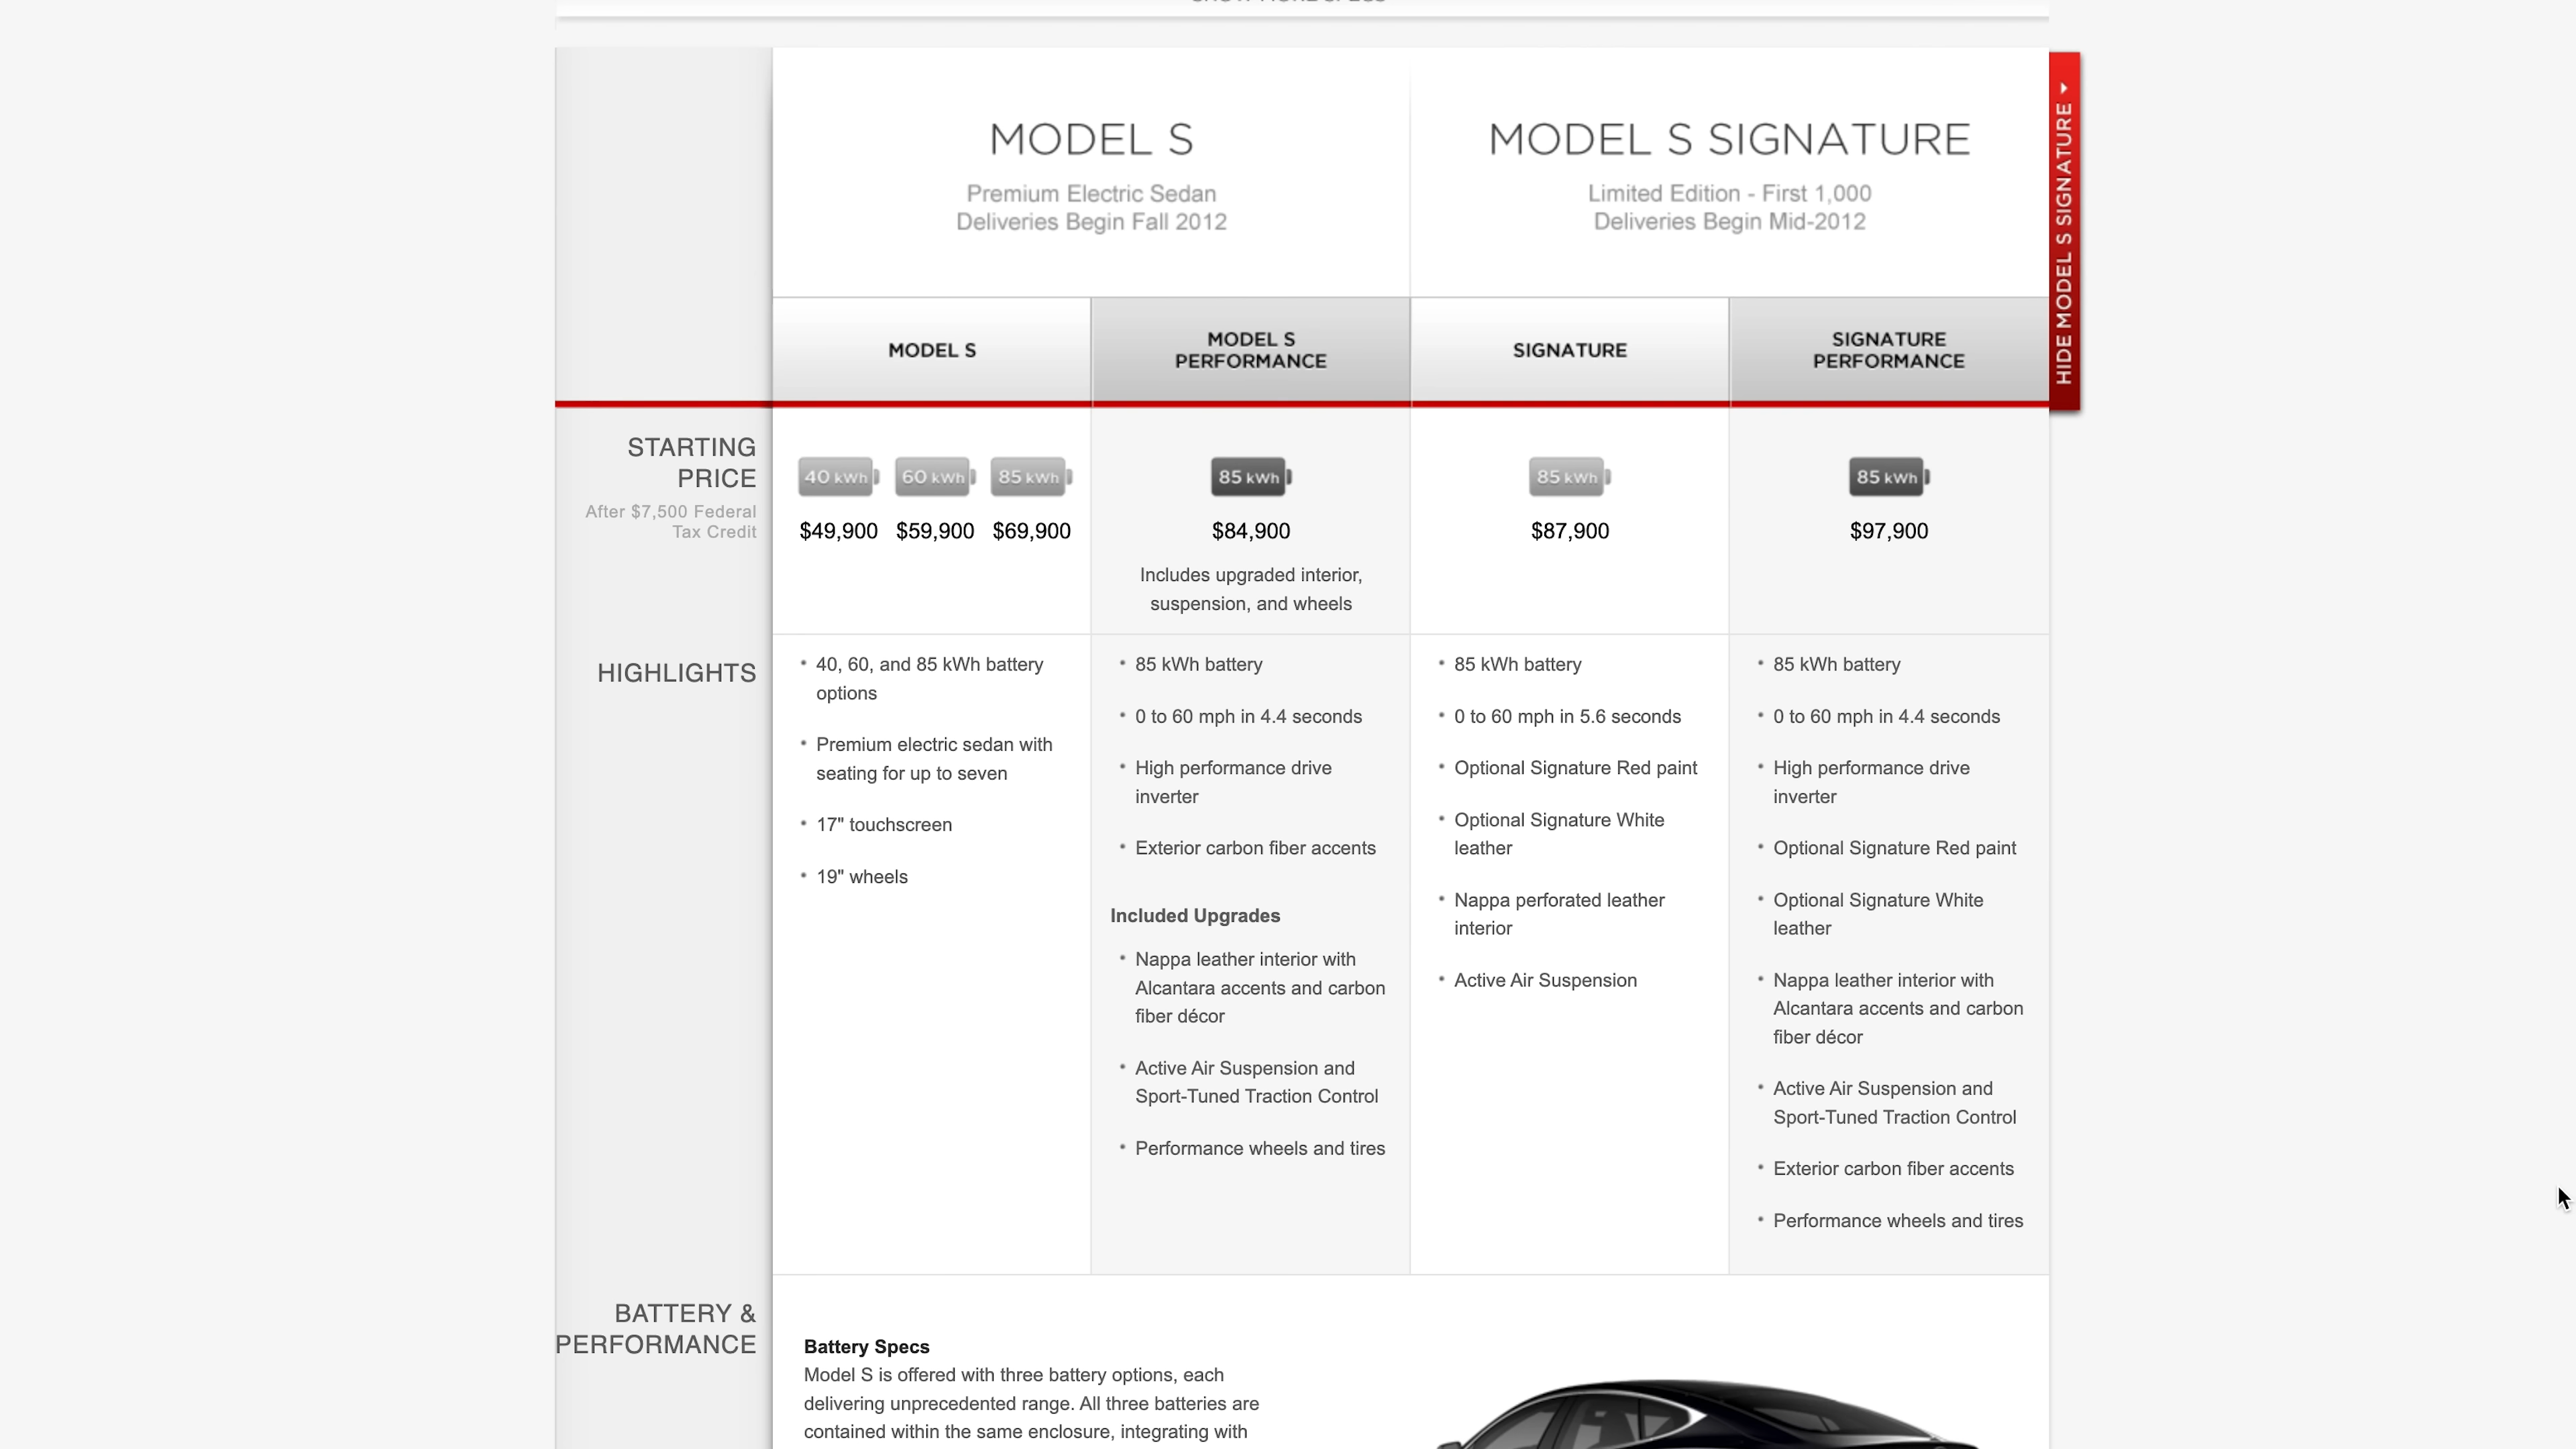 MODEL S
Premium Electric Sedan
Deliveries Begin Fall 2012
MODEL S SIGNATURE
Limited Edition - First 1,000
Deliveries Begin Mid-2012
HIDE MODEL S SIGNATURE
MODEL S
MODEL S
PERFORMANCE
SIGNATURE
SIGNATURE
PERFORMANCE
STARTING
PRICE
After $7,500 Federal
Tax Credit
40 kWh 60 kWh 85 kWh
$49,900 $59,900 $69,900
85 kWh
$84,900
Includes upgraded interior,
suspension, and wheels
85 kWh
$87,900
85 kWh
$97,900
HIGHLIGHTS
• 40, 60, and 85 kWh battery
options
• Premium electric sedan with
seating for up to seven
• 17" touchscreen
• 19" wheels
• 85 kWh battery
• 0 to 60 mph in 4.4 seconds
• High performance drive
inverter
• Exterior carbon fiber accents
Included Upgrades
• Nappa leather interior with
Alcantara accents and carbon
fiber décor
• Active Air Suspension and
Sport-Tuned Traction Control
• Performance wheels and tires
• 85 kWh battery
• 0 to 60 mph in 5.6 seconds
• Optional Signature Red paint
• Optional Signature White
leather
• Nappa perforated leather
interior
• Active Air Suspension
• 85 kWh battery
• 0 to 60 mph in 4.4 seconds
• High performance drive
inverter
• Optional Signature Red paint
• Optional Signature White
leather
• Nappa leather interior with
Alcantara accents and carbon
fiber décor
• Active Air Suspension and
Sport-Tuned Traction Control
• Exterior carbon fiber accents
• Performance wheels and tires
BATTERY &
PERFORMANCE
Battery Specs
Model S is offered with three battery options, each
delivering unprecedented range. All three batteries are
contained within the same enclosure, integrating with